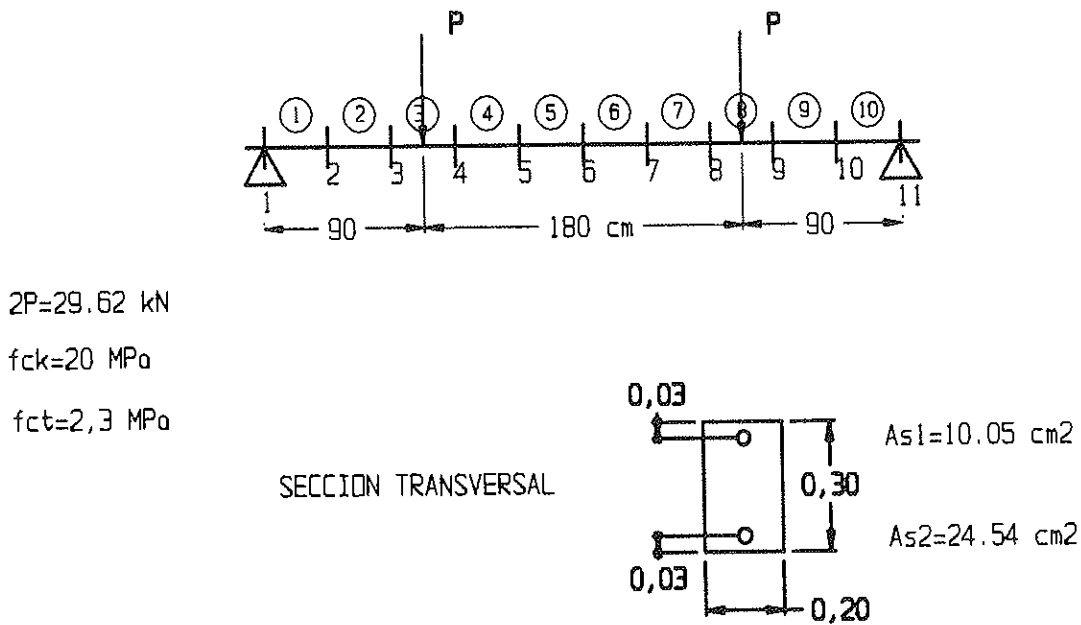 P P
1 2 3 4 5 6 7 8 9 10
1 2 3 4 5 6 7 8 9 10 11
90 180 cm 90
2P=29.62 kN
fck=20 MPa
fct=2,3 MPa
0,03
As1=10.05 cm2
SECCION TRANSVERSAL
0,30
As2=24.54 cm2
0,03
0,20